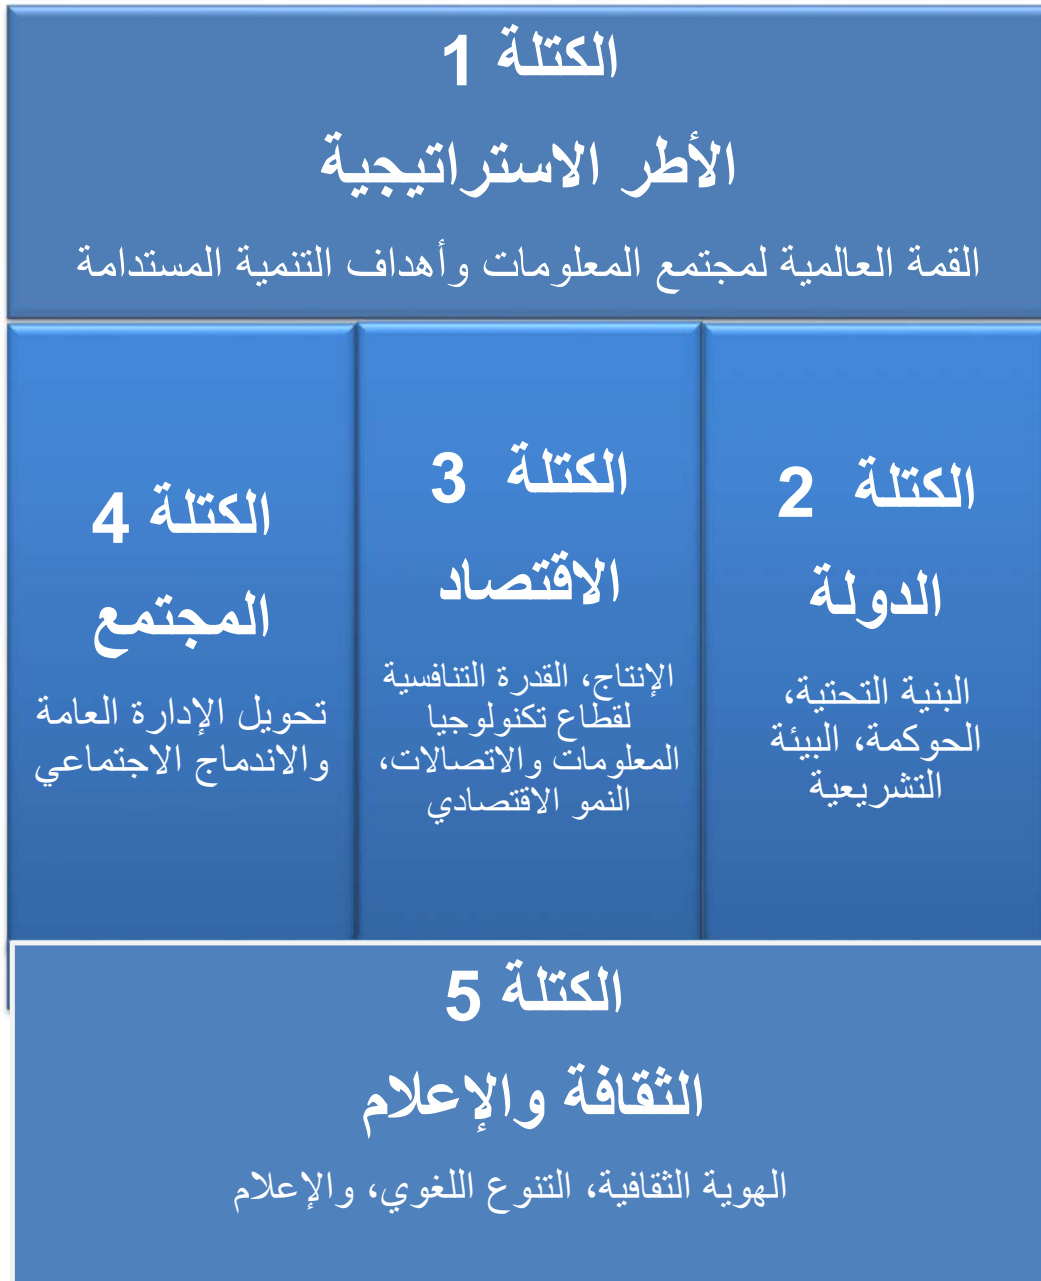 الكتلة 1
الأطر الاستراتيجية
القمة العالمية لمجتمع المعلومات وأهداف التنمية المستدامة
الكتلة 2
الدولة
البنية التحتية،
الحوكمة، البيئة
التشريعية
الكتلة 3
الاقتصاد
الإنتاج، القدرة التنافسية
لقطاع تكنولوجيا
المعلومات والاتصالات،
النمو الاقتصادي
الكتلة 4
المجتمع
تحويل الإدارة العامة
والاندماج الاجتماعي
الكتلة 5
الثقافة والإعلام
الهوية الثقافية، التنوع اللغوي، والإعلام